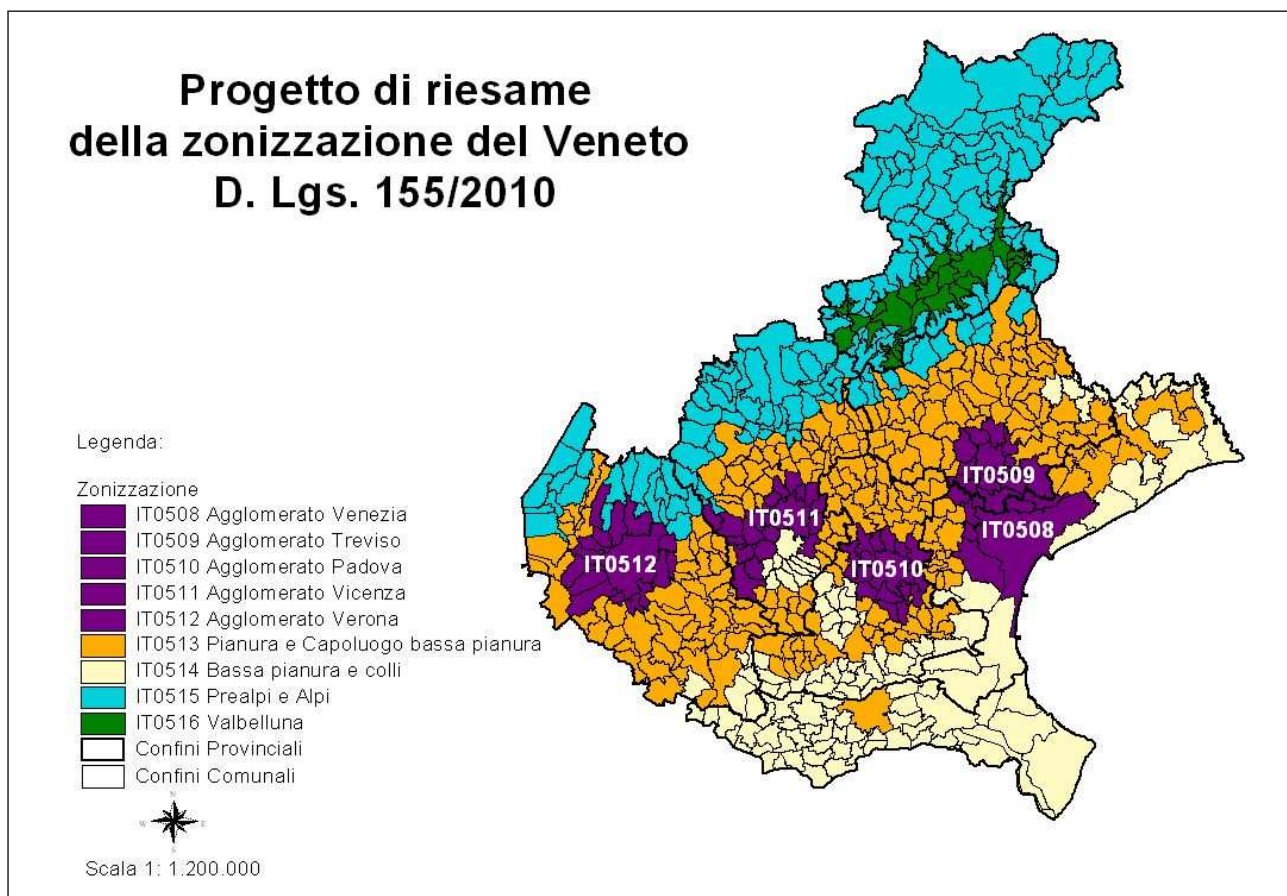 Progetto di riesame
della zonizzazione del Veneto
D. Lgs. 155/2010
Legenda:
Zonizzazione
IT0508 Agglomerato Venezia
IT0509 Agglomerato Treviso
IT0510 Agglomerato Padova
IT0511 Agglomerato Vicenza
IT0512 Agglomerato Verona
IT0513 Pianura e Capoluogo bassa pianura
IT0514 Bassa pianura e colli
IT0515 Prealpi e Alpi
IT0516 Valbelluna
Confini Provinciali
Confini Comunali
N
W E
S
Scala 1: 1.200.000
IT0509
IT0511
IT0508
IT0512
IT0510